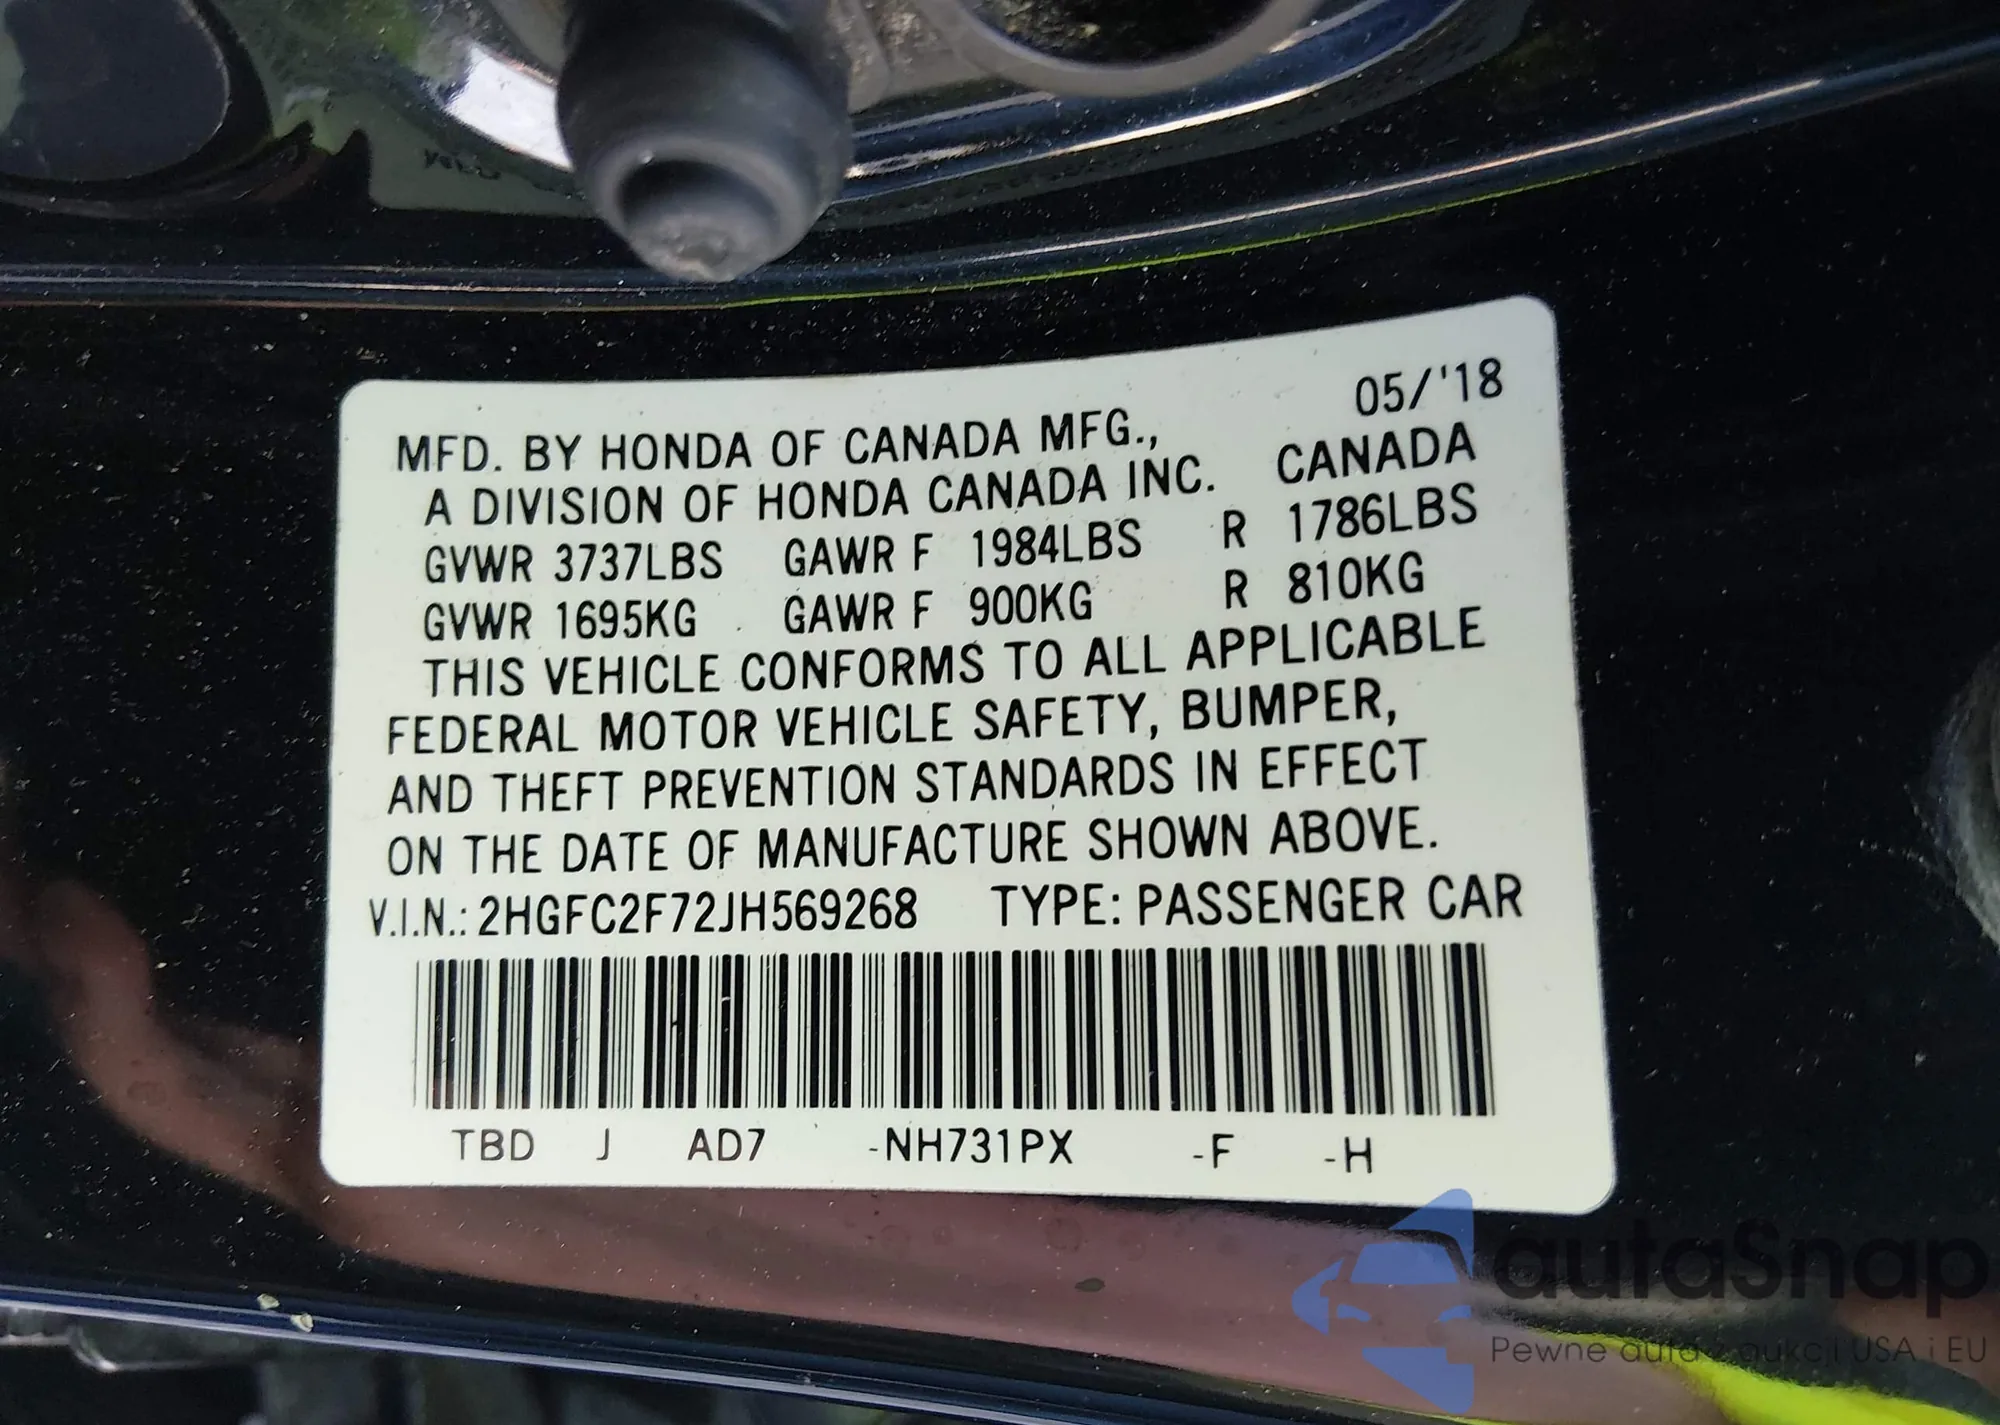 05/'18
MFD. BY HONDA OF CANADA MFG.,
A DIVISION OF HONDA CANADA INC. CANADA
GVWR 3737LBS GAWR F 1984LBS R 1786LBS
GVWR 1695KG GAWR F 900KG R 810KG
THIS VEHICLE CONFORMS TO ALL APPLICABLE
FEDERAL MOTOR VEHICLE SAFETY, BUMPER,
AND THEFT PREVENTION STANDARDS IN EFFECT
ON THE DATE OF MANUFACTURE SHOWN ABOVE.
V.I.N.: 2HGFC2F72JH569268 TYPE: PASSENGER CAR
TBD J AD7 -NH731PX -F -H
autaSnap
Pewne auta z aukcji USA i EU